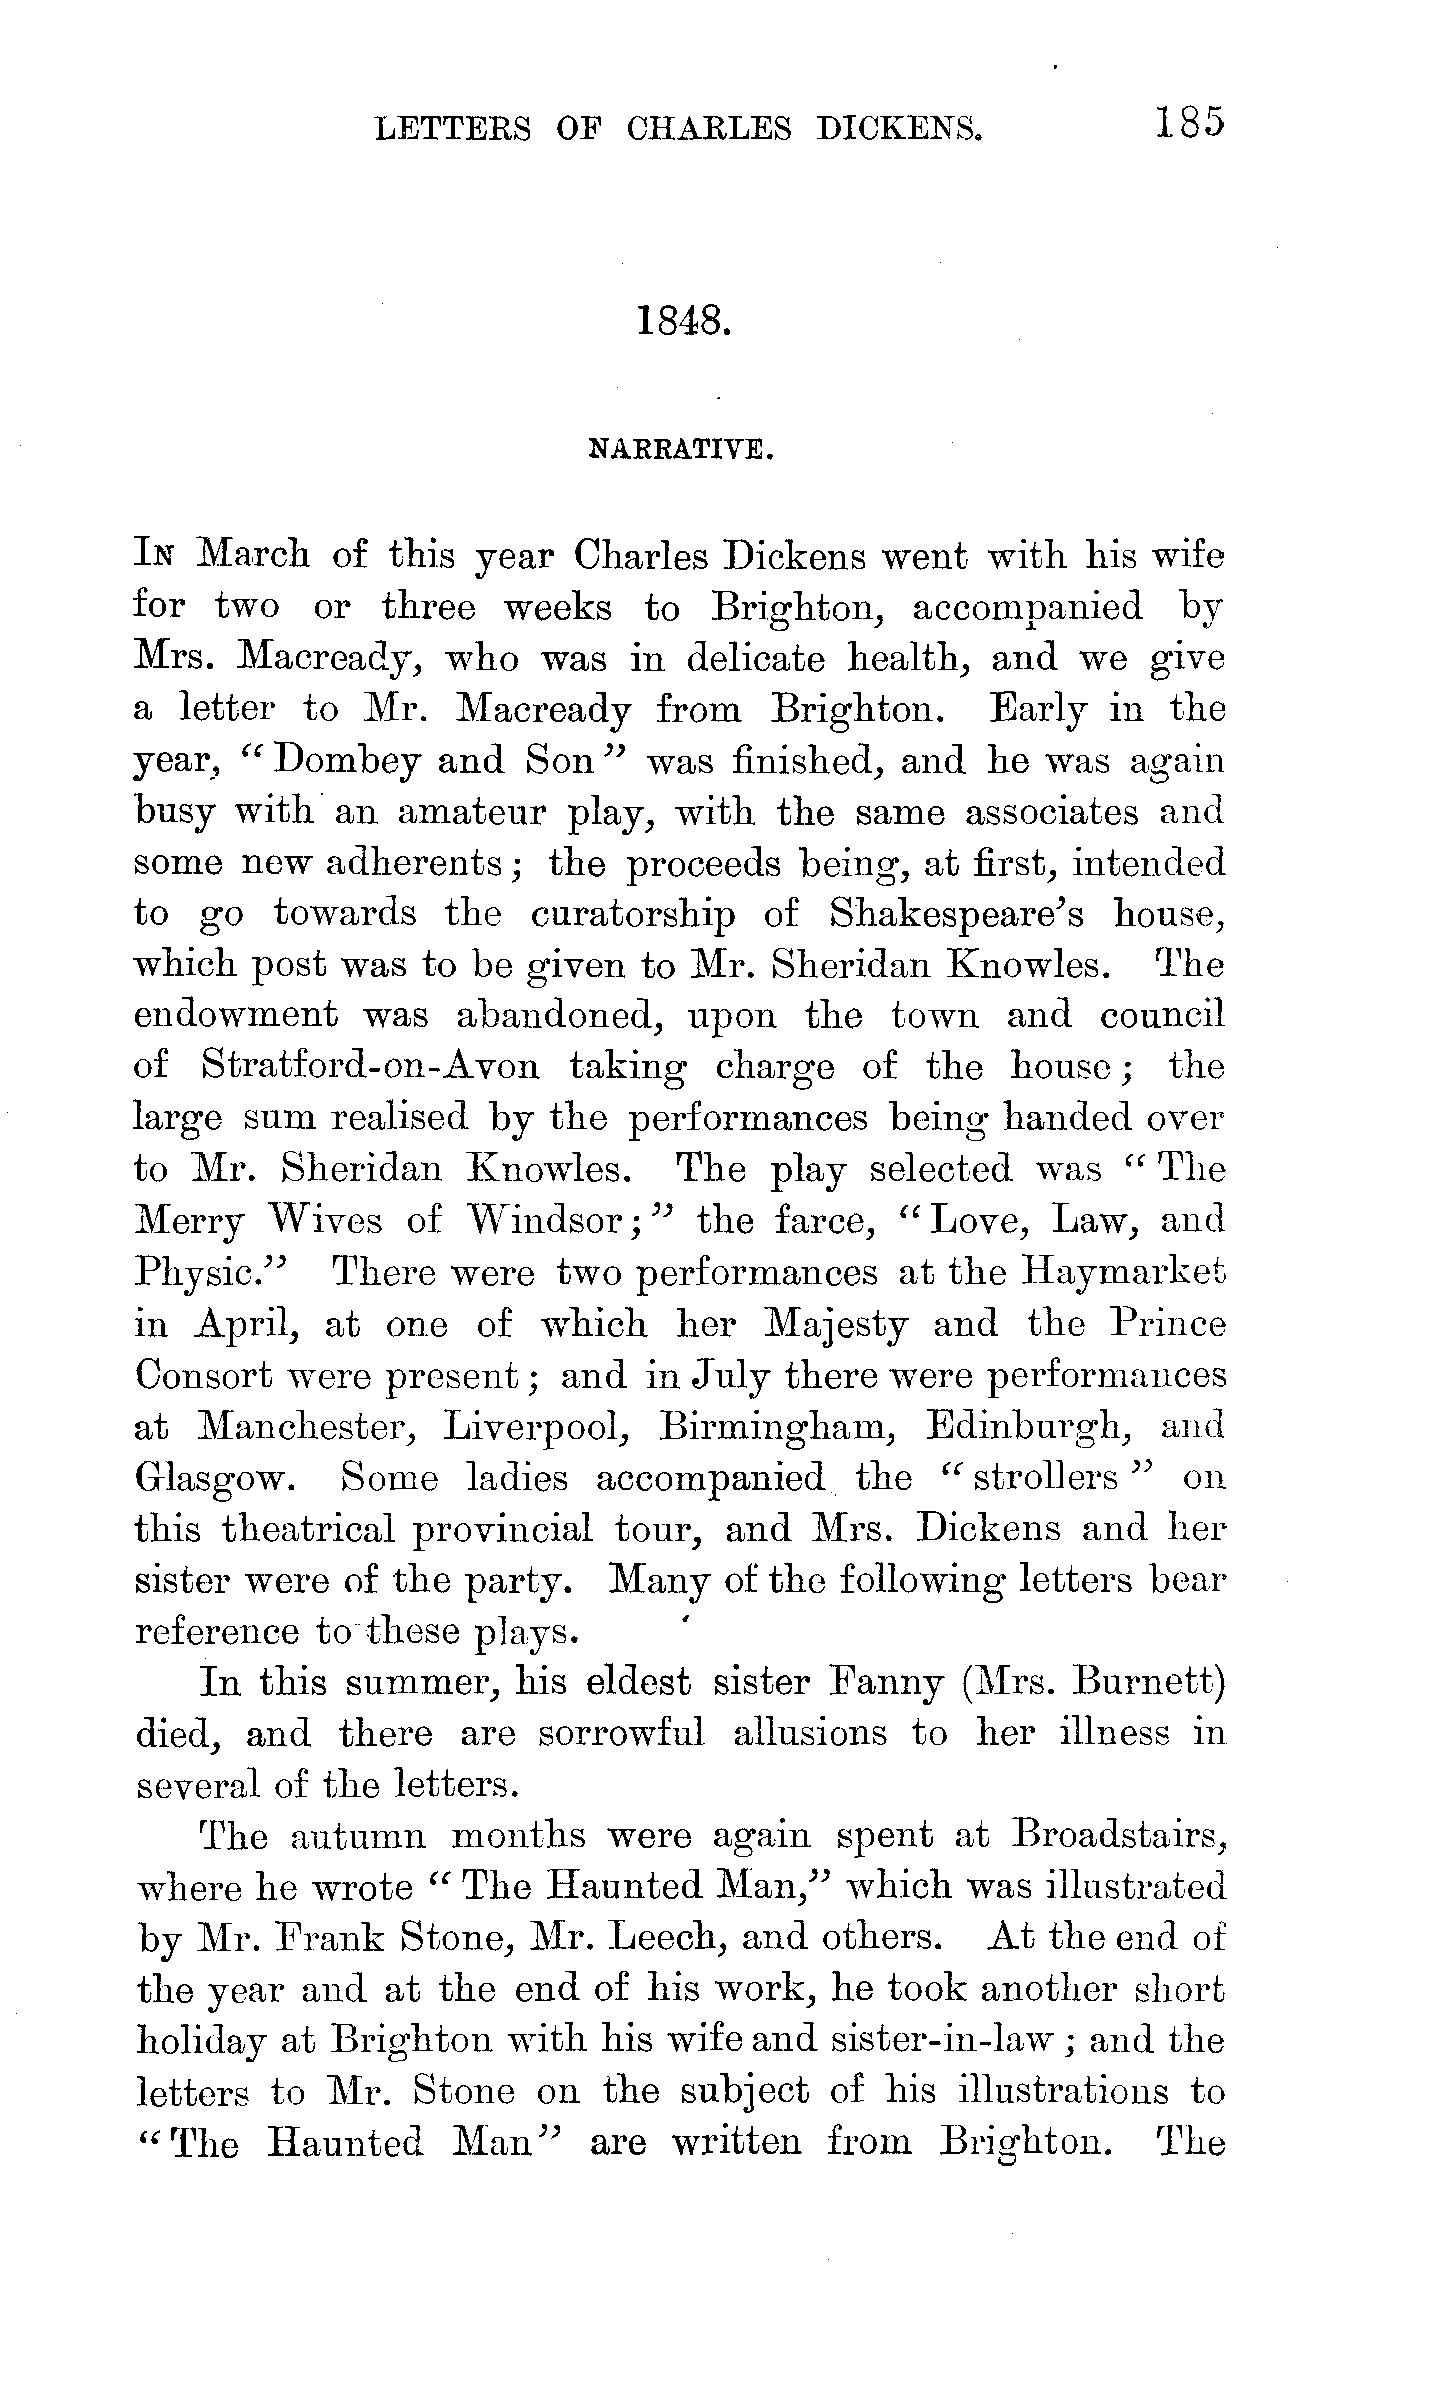 LETTERS OF CHARLES DICKENS. 185
1848.
NARRATIVE.
IN March of this year Charles Dickens went with his wife
for two or three weeks to Brighton, accompanied by
Mrs. Macready, who was in delicate health, and we give
a letter to Mr. Macready from Brighton. Early in the
year, “Dombey and Son” was finished, and he was again
busy with an amateur play, with the same associates and
some new adherents; the proceeds being, at first, intended
to go towards the curatorship of Shakespeare’s house,
which post was to be given to Mr. Sheridan Knowles. The
endowment was abandoned, upon the town and council
of Stratford-on-Avon taking charge of the house; the
large sum realised by the performances being handed over
to Mr. Sheridan Knowles. The play selected was “The
Merry Wives of Windsor;” the farce, “Love, Law, and
Physic.” There were two performances at the Haymarket
in April, at one of which her Majesty and the Prince
Consort were present; and in July there were performances
at Manchester, Liverpool, Birmingham, Edinburgh, and
Glasgow. Some ladies accompanied the “strollers” on
this theatrical provincial tour, and Mrs. Dickens and her
sister were of the party. Many of the following letters bear
reference to these plays.
In this summer, his eldest sister Fanny (Mrs. Burnett)
died, and there are sorrowful allusions to her illness in
several of the letters.
The autumn months were again spent at Broadstairs,
where he wrote “The Haunted Man,” which was illustrated
by Mr. Frank Stone, Mr. Leech, and others. At the end of
the year and at the end of his work, he took another short
holiday at Brighton with his wife and sister-in-law; and the
letters to Mr. Stone on the subject of his illustrations to
“The Haunted Man” are written from Brighton. The